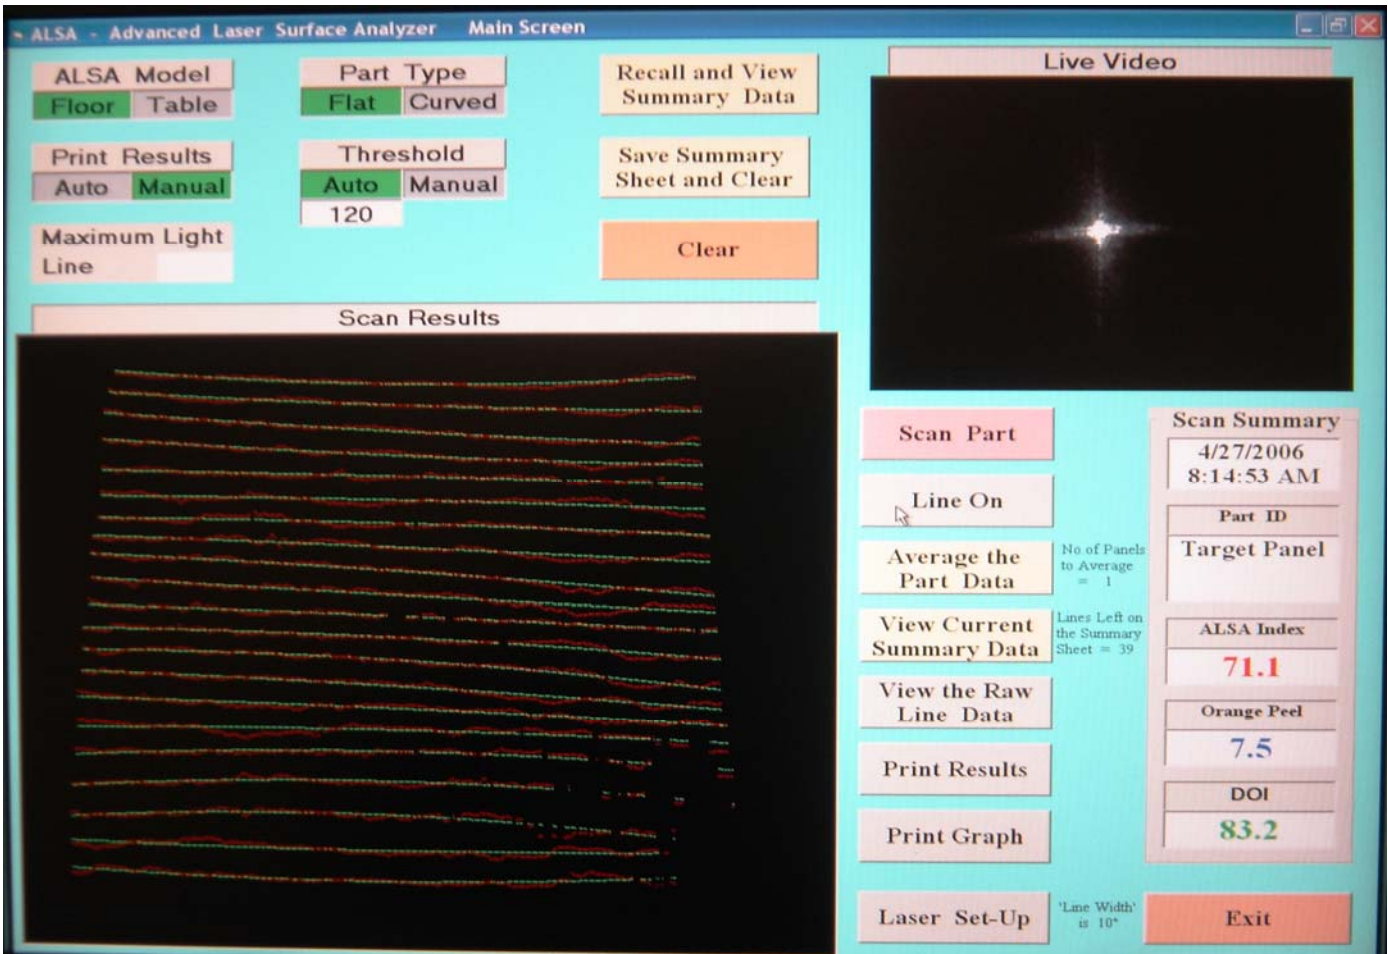 ALSA - Advanced Laser Surface Analyzer Main Screen
ALSA Model
Floor Table
Part Type
Flat Curved
Recall and View
Summary Data
Live Video
Print Results
Auto Manual
Threshold
Auto Manual
120
Save Summary
Sheet and Clear
Maximum Light
Line
Clear
Scan Results
Scan Part
Line On
Average the
Part Data
No of Panels
to Average
= 1
View Current
Summary Data
Lines Left on
the Summary
Sheet = 39
View the Raw
Line Data
Print Results
Print Graph
Laser Set-Up
'Line Width'
is 10"
Scan Summary
4/27/2006
8:14:53 AM
Part ID
Target Panel
ALSA Index
71.1
Orange Peel
7.5
DOI
83.2
Exit